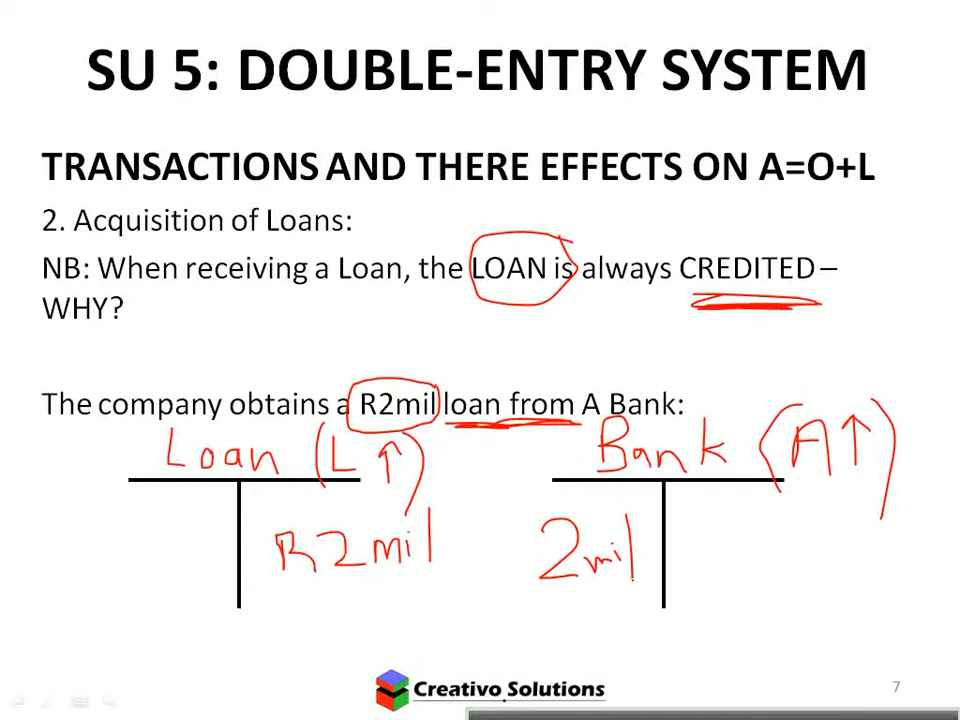 SU 5: DOUBLE-ENTRY SYSTEM
TRANSACTIONS AND THERE EFFECTS ON A=O+L
2. Acquisition of Loans:
NB: When receiving a Loan, the LOAN is always CREDITED –
WHY?
The company obtains a R2mil loan from A Bank:
Loan (L ↑)
Bank (A↑)
R2mil
2mil
Creativo Solutions
7